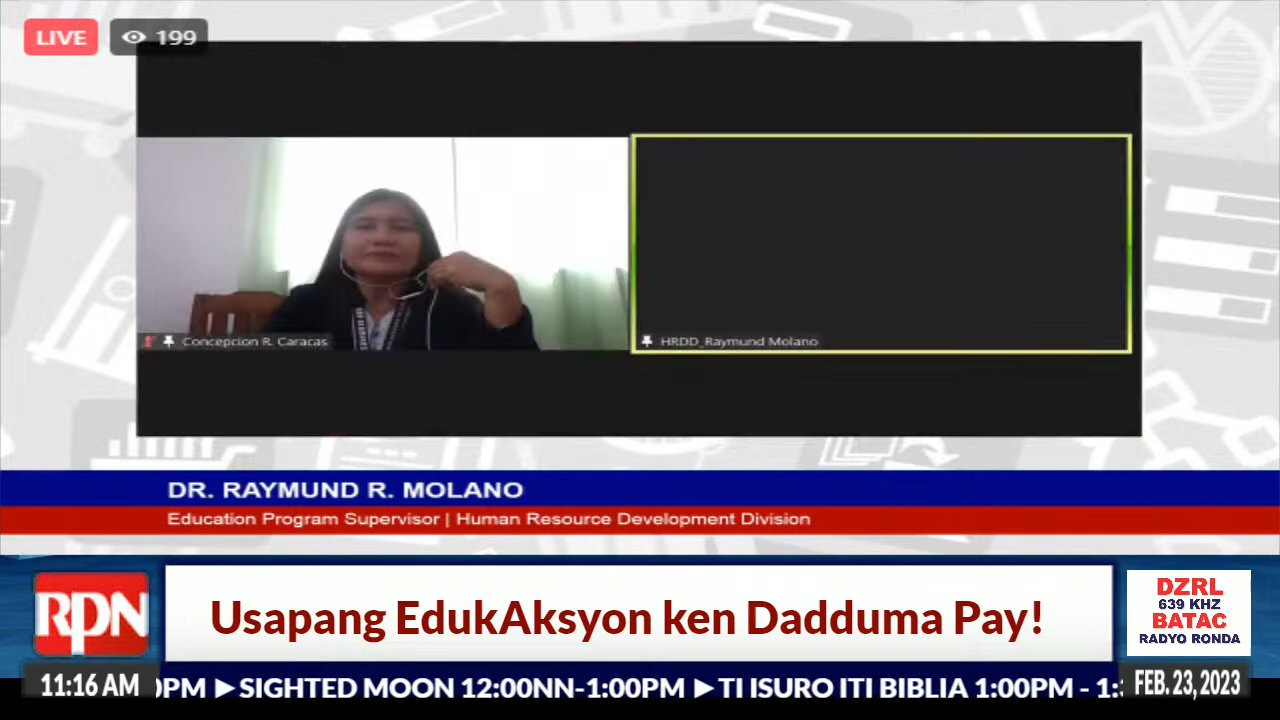 LIVE
199
Concepcion R. Caracas
HRDD_Raymund Molano
DR. RAYMUND R. MOLANO
Education Program Supervisor | Human Resource Development Division
RPN
Usapang EdukAksyon ken Dadduma Pay!
DZRL
639 KHZ
BATAC
RADYO RONDA
11:16 AM
PM ►SIGHTED MOON 12:00NN-1:00PM ►TI ISURO ITI BIBLIA 1:00PM - 1:
FEB. 23, 2023